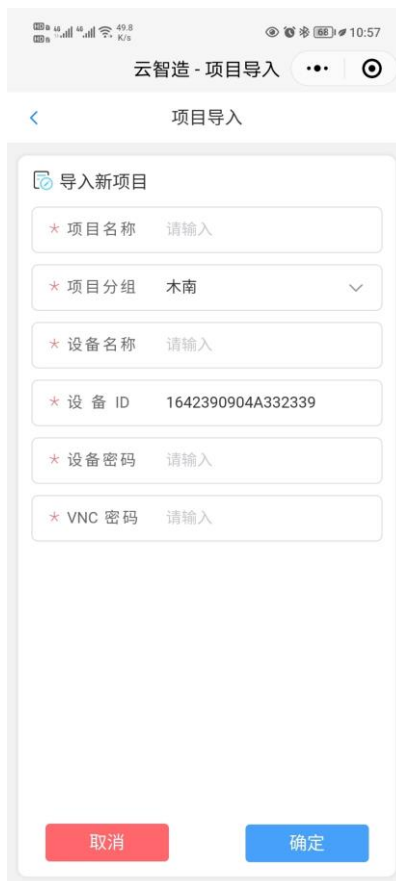 49.8 K/s 68 10:57
云智造 - 项目导入
项目导入
导入新项目
* 项目名称 请输入
* 项目分组 木南
* 设备名称 请输入
* 设 备 ID 1642390904A332339
* 设备密码 请输入
* VNC 密码 请输入
取消 确定